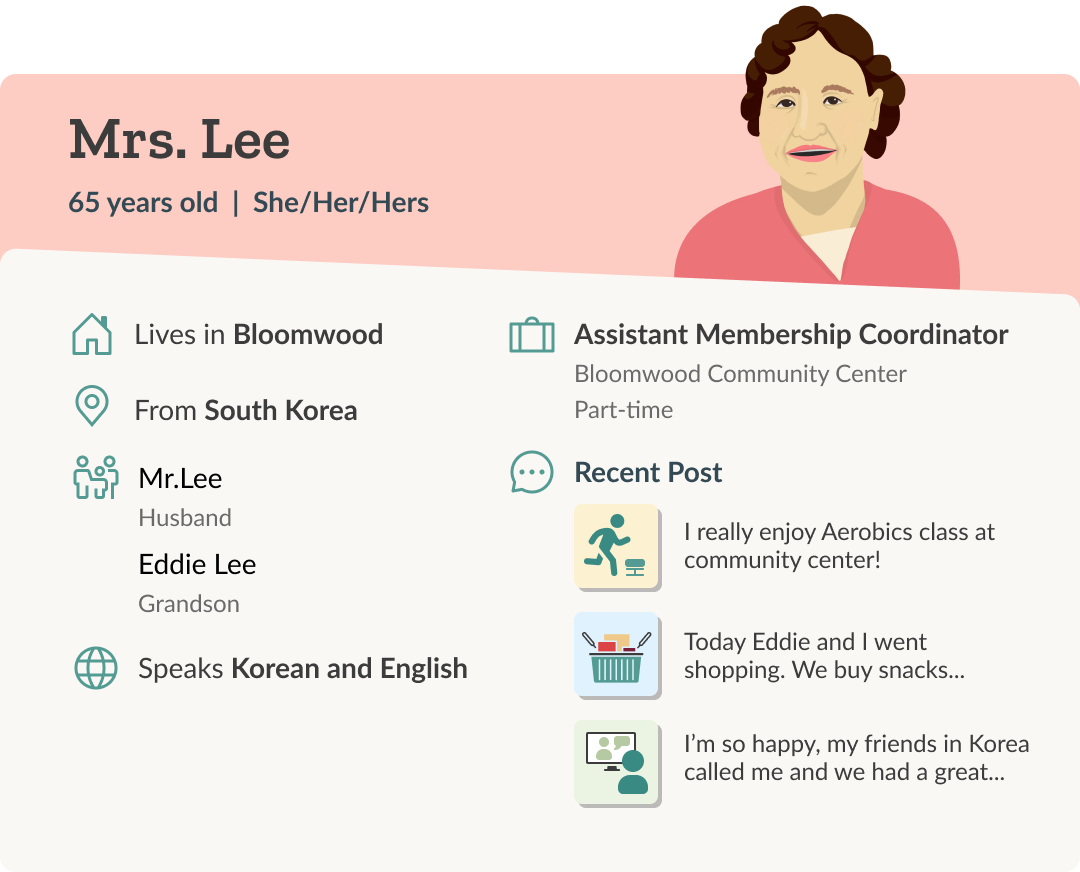 Mrs. Lee
65 years old | She/Her/Hers
Lives in Bloomwood
From South Korea
Mr.Lee
Husband
Eddie Lee
Grandson
Speaks Korean and English
Assistant Membership Coordinator
Bloomwood Community Center
Part-time
Recent Post
I really enjoy Aerobics class at
community center!
Today Eddie and I went
shopping. We buy snacks...
I'm so happy, my friends in Korea
called me and we had a great...